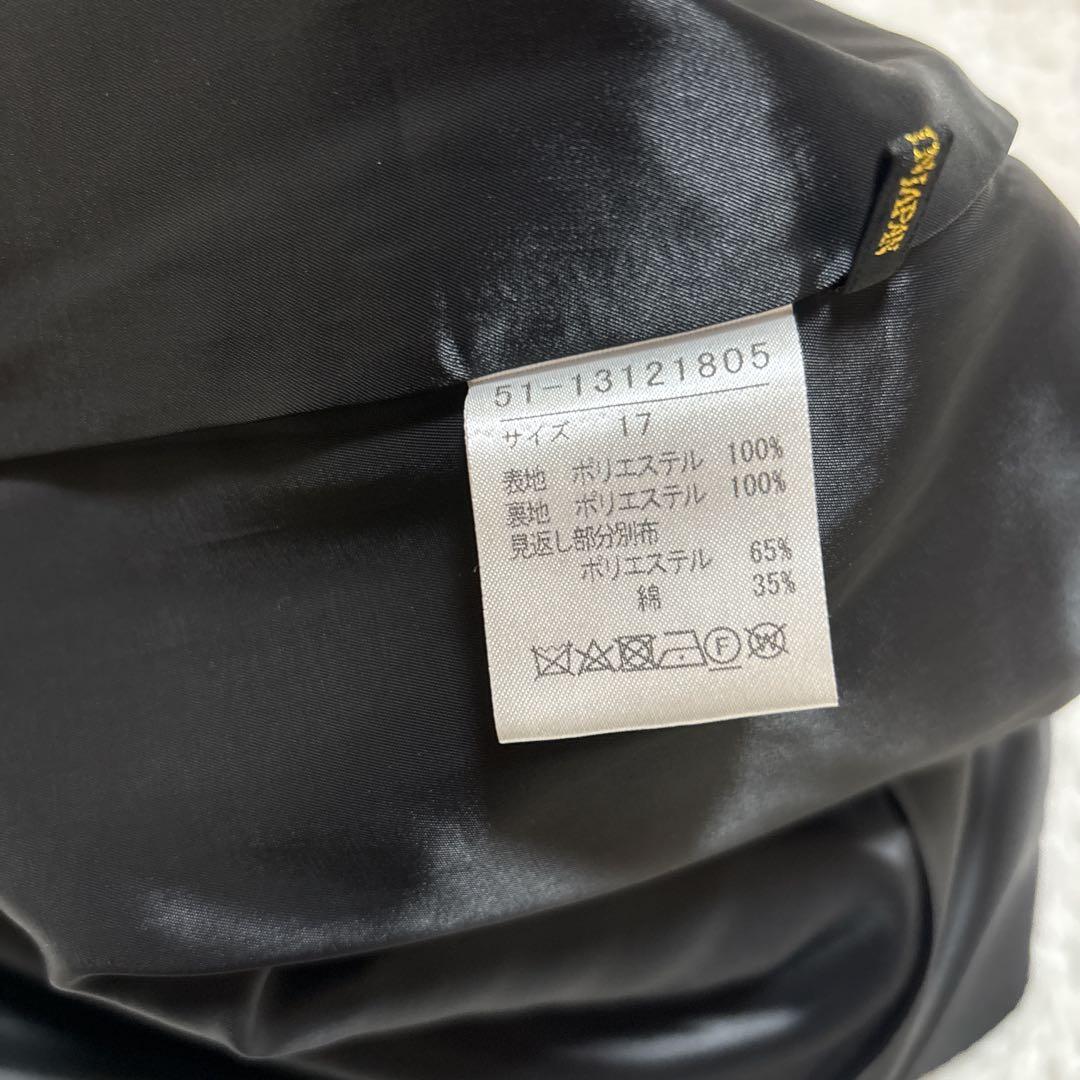 JAPAN
51-13121805
サイズ 17
表地 ポリエステル 100%
裏地 ポリエステル 100%
見返し部分別布
ポリエステル 65%
綿 35%
F
W